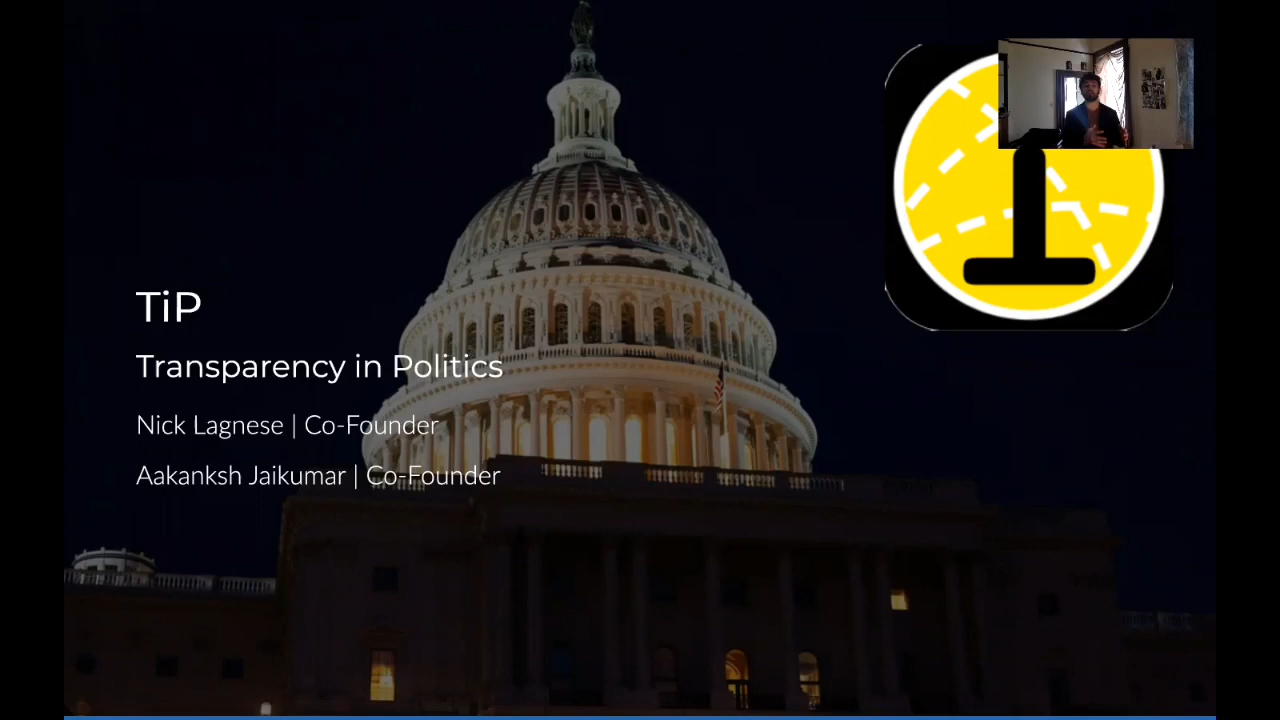 TiP
Transparency in Politics
Nick Lagnese | Co-Founder
Aakanksh Jaikumar | Co-Founder